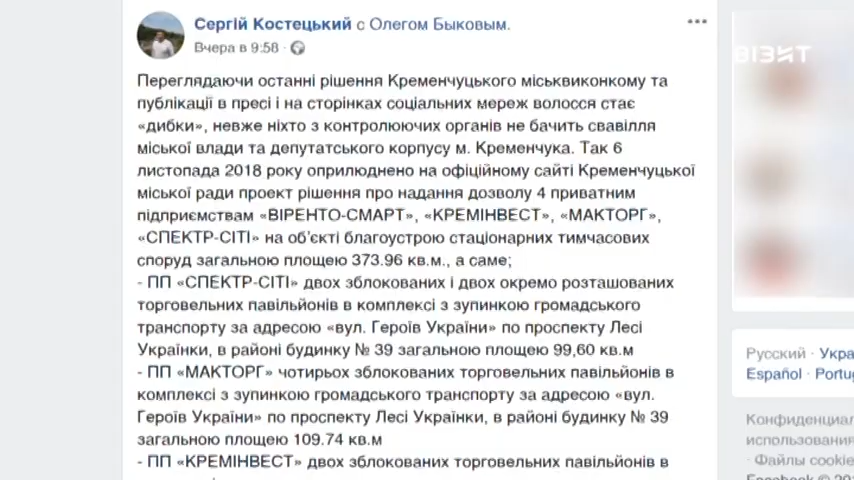 Сергій Костецький с Олегом Быковым.
Вчера в 9:58 ·
ВІЗИТ
Переглядаючи останні рішення Кременчуцького міськвиконкому та
публікації в пресі і на сторінках соціальних мереж волосся стає
«дибки», невже ніхто з контролюючих органів не бачить свавілля
міської влади та депутатського корпусу м. Кременчука. Так 6
листопада 2018 року оприлюднено на офіційному сайті Кременчуцької
міської ради проект рішення про надання дозволу 4 приватним
підприємствам «ВІРЕНТО-СМАРТ», «КРЕМІНВЕСТ», «МАКТОРГ»,
«СПЕКТР-СІТІ» на об'єкті благоустрою стаціонарних тимчасових
споруд загальною площею 373.96 кв.м., а саме;
- ПП «СПЕКТР-СІТІ» двох зблокованих і двох окремо розташованих
торговельних павільйонів в комплексі з зупинкою громадського
транспорту за адресою «вул. Героїв України» по проспекту Лесі
Українки, в районі будинку № 39 загальною площею 99,60 кв.м
- ПП «МАКТОРГ» чотирьох зблокованих торговельних павільйонів в
комплексі з зупинкою громадського транспорту за адресою «вул.
Героїв України» по проспекту Лесі Українки, в районі будинку № 39
загальною площею 109.74 кв.м
- ПП «КРЕМІНВЕСТ» двох зблокованих торговельних павільйонів в
Русский · Укра
Español · Portu
Конфиденциал
использования
· Файлы cookie